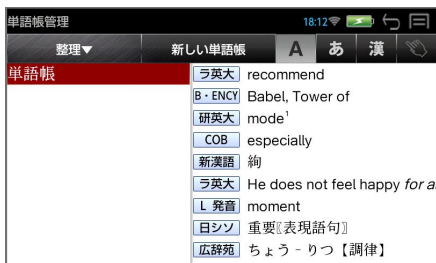 単語帳管理 18:12
整理▼ 新しい単語帳 A あ 漢
単語帳
ラ英大 recommend
B・ENCY Babel, Tower of
研英大 mode¹
COB especially
新漢語 絢
ラ英大 He does not feel happy for a
L 発音 moment
日シソ 重要〖表現語句〗
広辞苑 ちょう‐りつ【調律】